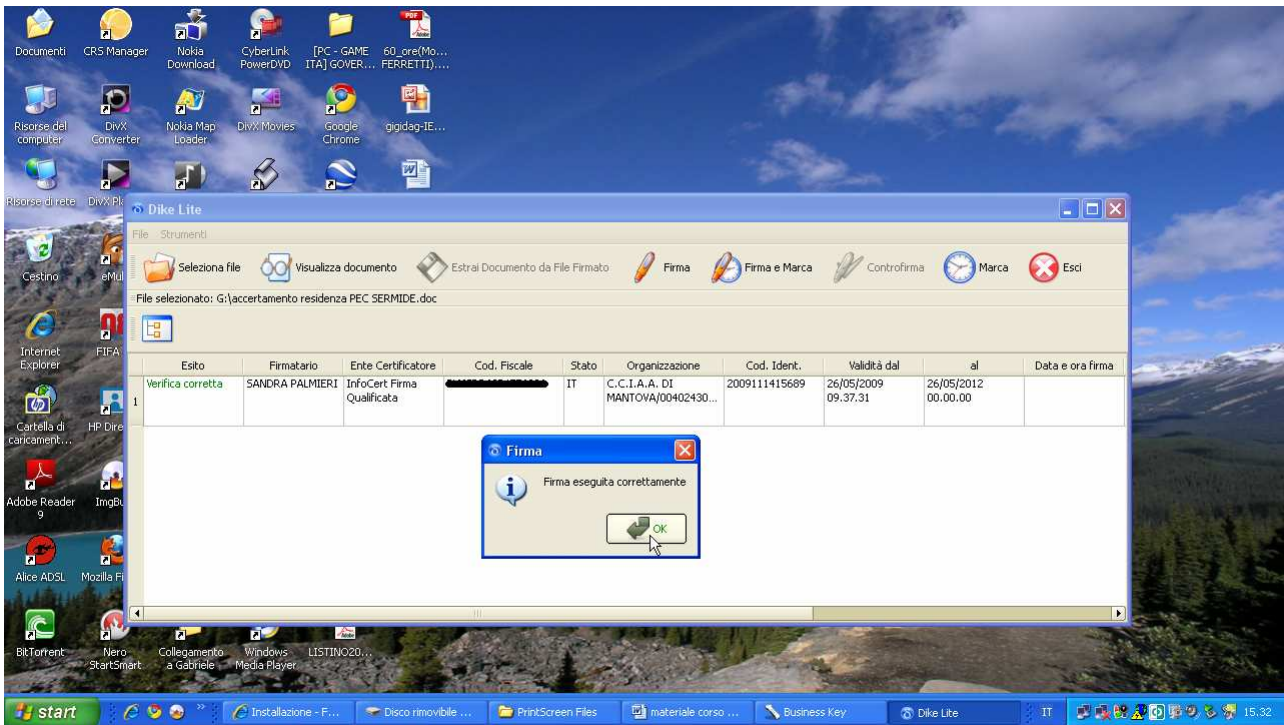 Documenti
CRS Manager
Nokia
Download
CyberLink
PowerDVD
[PC - GAME
ITA] GOVER...
60_ore(Mo...
FERRETTI)....
Risorse del
computer
DivX
Converter
Nokia Map
Loader
DivX Movies
Google
Chrome
gigidag-IE...
Risorse di rete
DivX Pl
Cestino
eMul
Internet
Explorer
FIFA
Cartella di
caricament...
HP Dire
Adobe Reader
9
ImgBu
Alice ADSL
Mozilla Fi
BitTorrent
Nero
StartSmart
Collegamento
a Gabriele
Windows
Media Player
LISTINO20...
Dike Lite
File Strumenti
Seleziona file
Visualizza documento
Estrai Documento da File Firmato
Firma
Firma e Marca
Controfirma
Marca
Esci
File selezionato: G:\accertamento residenza PEC SERMIDE.doc
Esito Firmatario Ente Certificatore Cod. Fiscale Stato Organizzazione Cod. Ident. Validità dal al Data e ora firma
1 Verifica corretta SANDRA PALMIERI InfoCert Firma IT C.C.I.A.A. DI 2009111415689 26/05/2009 26/05/2012
Qualificata MANTOVA/00402430... 09.37.31 00.00.00
Firma
Firma eseguita correttamente
OK
start
Installazione - F...
Disco rimovibile ...
PrintScreen Files
materiale corso ...
Business Key
Dike Lite
IT
15.32